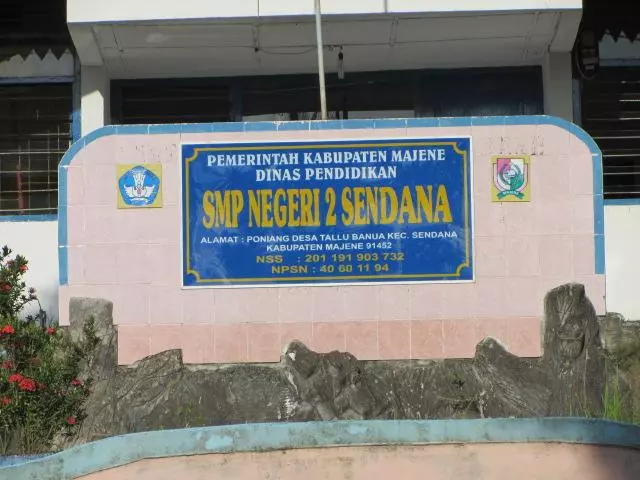 PEMERINTAH KABUPATEN MAJENE
DINAS PENDIDIKAN
SMP NEGERI 2 SENDANA
ALAMAT : PONIANG DESA TALLU BANUA KEC. SENDANA
KABUPATEN MAJENE 91452
NSS : 201 191 903 732
NPSN : 40 60 11 94